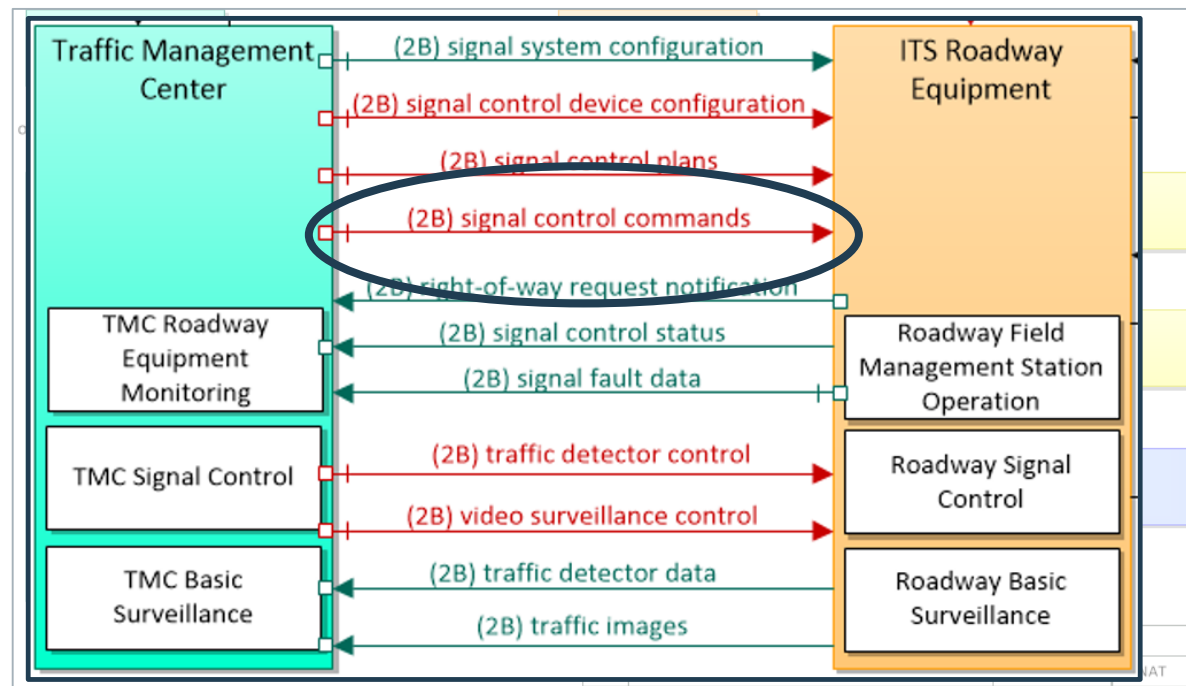 Traffic Management
Center
(2B) signal system configuration
ITS Roadway
Equipment
(2B) signal control device configuration
(2B) signal control plans
(2B) signal control commands
(2B) right-of-way request notification
TMC Roadway
Equipment
Monitoring
(2B) signal control status
(2B) signal fault data
Roadway Field
Management Station
Operation
TMC Signal Control
(2B) traffic detector control
(2B) video surveillance control
Roadway Signal
Control
TMC Basic
Surveillance
(2B) traffic detector data
(2B) traffic images
Roadway Basic
Surveillance